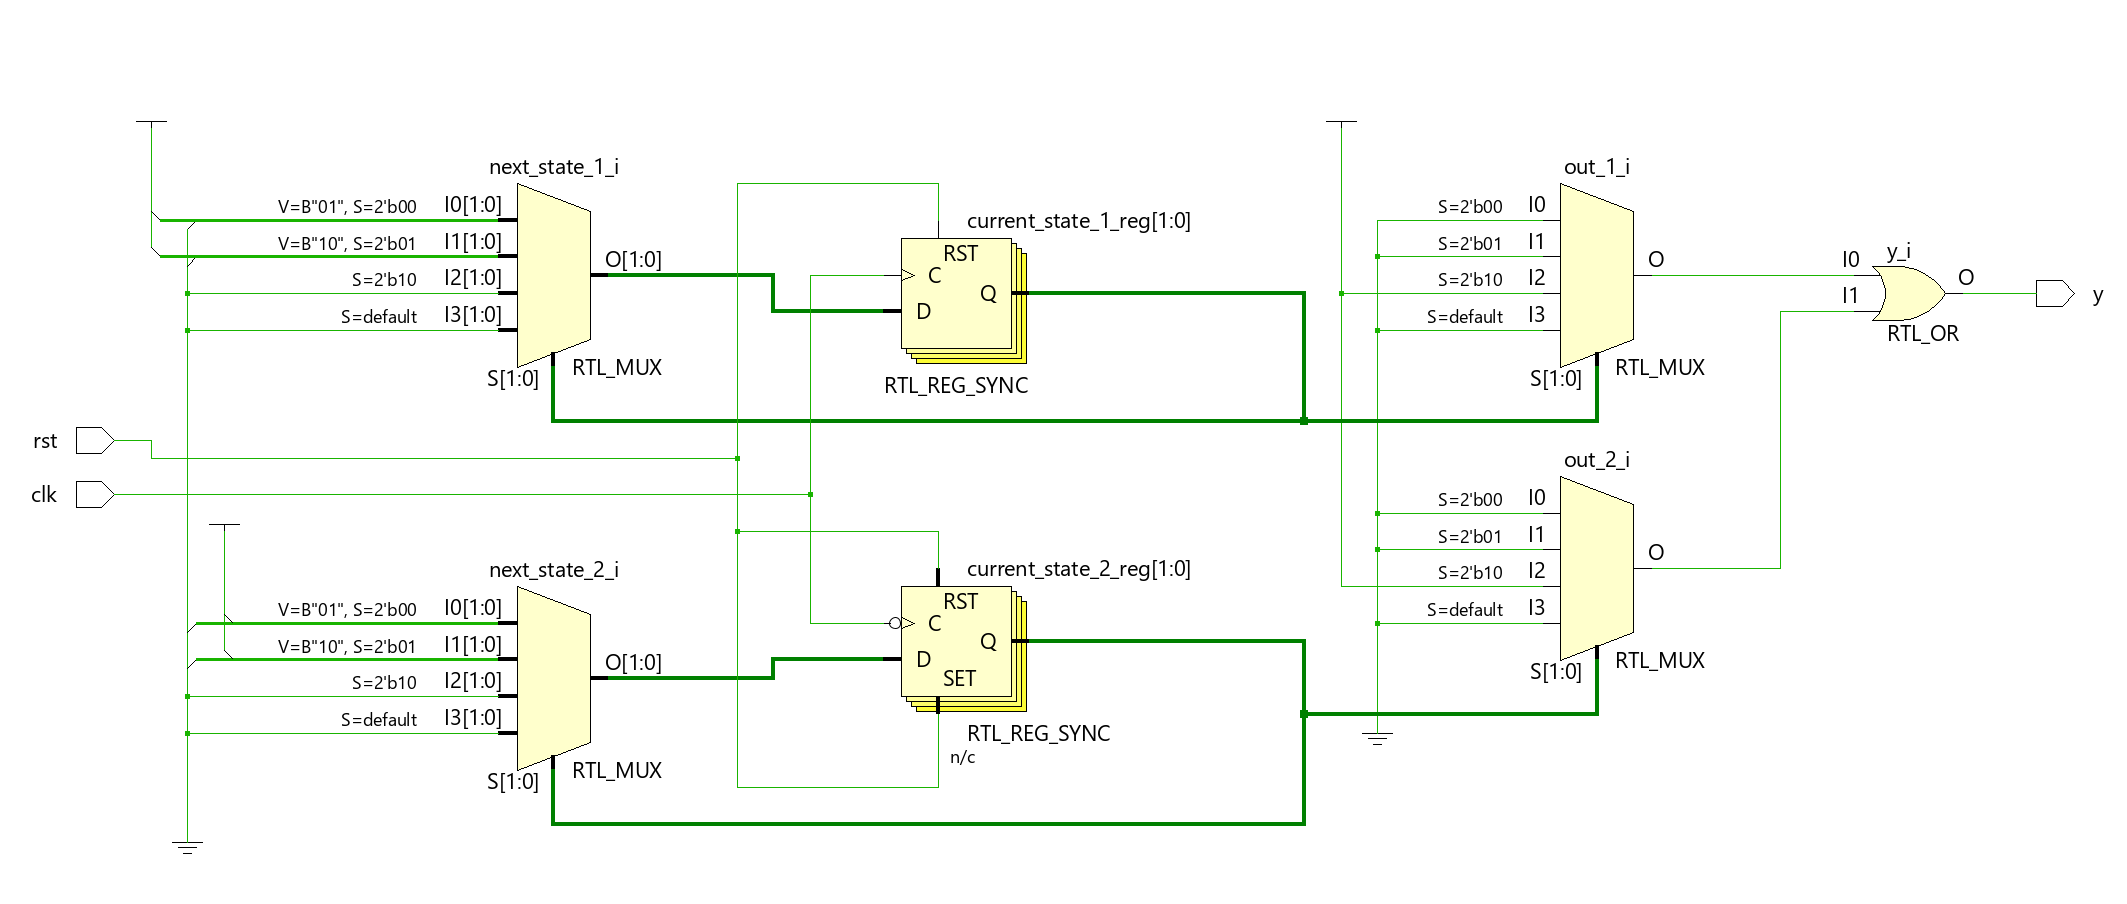 next_state_1_i
V=B"01", S=2'b00 I0[1:0]
V=B"10", S=2'b01 I1[1:0]
S=2'b10 I2[1:0]
S=default I3[1:0]
O[1:0]
S[1:0]
RTL_MUX
current_state_1_reg[1:0]
RST
C
Q
D
RTL_REG_SYNC
out_1_i
S=2'b00 I0
S=2'b01 I1
S=2'b10 I2
S=default I3
O
S[1:0]
RTL_MUX
y_i
I0
I1
O
RTL_OR
y
rst
clk
next_state_2_i
V=B"01", S=2'b00 I0[1:0]
V=B"10", S=2'b01 I1[1:0]
S=2'b10 I2[1:0]
S=default I3[1:0]
O[1:0]
S[1:0]
RTL_MUX
current_state_2_reg[1:0]
RST
C
Q
D
SET
RTL_REG_SYNC
n/c
out_2_i
S=2'b00 I0
S=2'b01 I1
S=2'b10 I2
S=default I3
O
S[1:0]
RTL_MUX